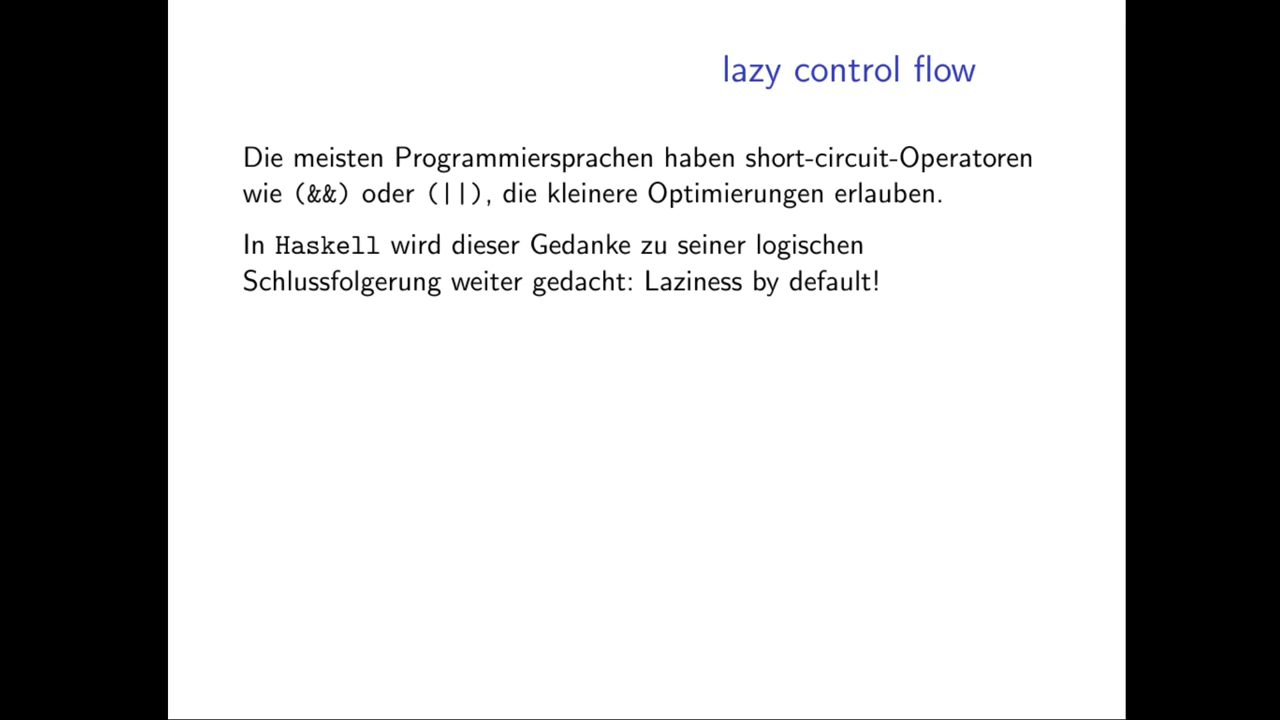 lazy control flow
Die meisten Programmiersprachen haben short-circuit-Operatoren
wie (&&) oder (||), die kleinere Optimierungen erlauben.
In Haskell wird dieser Gedanke zu seiner logischen
Schlussfolgerung weiter gedacht: Laziness by default!